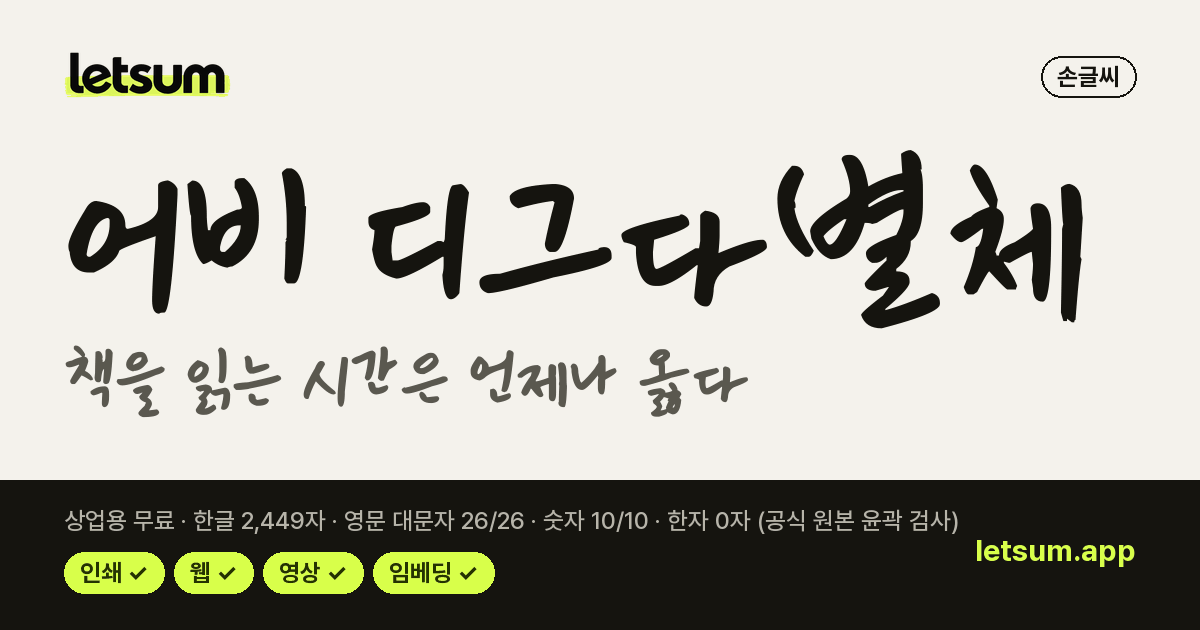 letsum
손글씨
어비 디그다별체
책을 읽는 시간은 언제나 옳다
상업용 무료 · 한글 2,449자 · 영문 대문자 26/26 · 숫자 10/10 · 한자 0자 (공식 원본 윤곽 검사)
인쇄 ✓ 웹 ✓ 영상 ✓ 임베딩 ✓
letsum.app